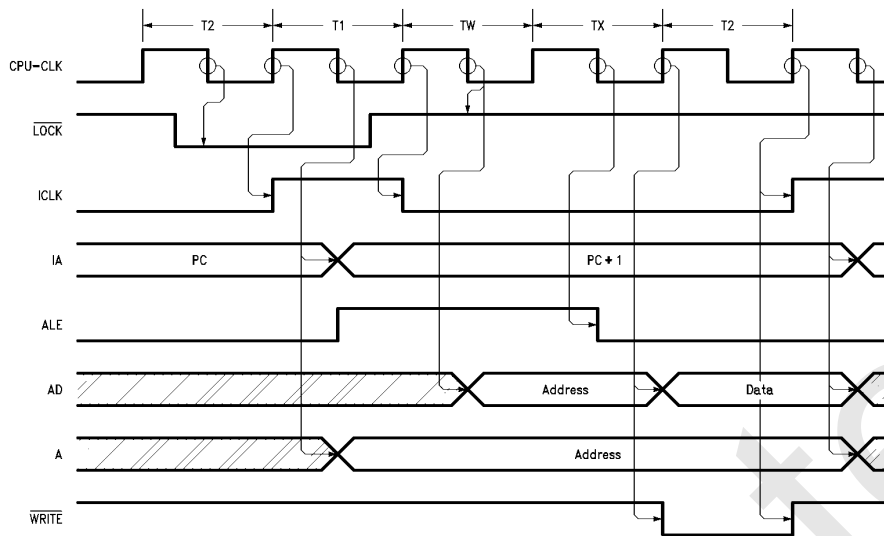 T2 T1 TW TX T2
CPU-CLK
LOCK
ICLK
IA PC PC + 1
ALE
AD Address Data
A Address
WRITE